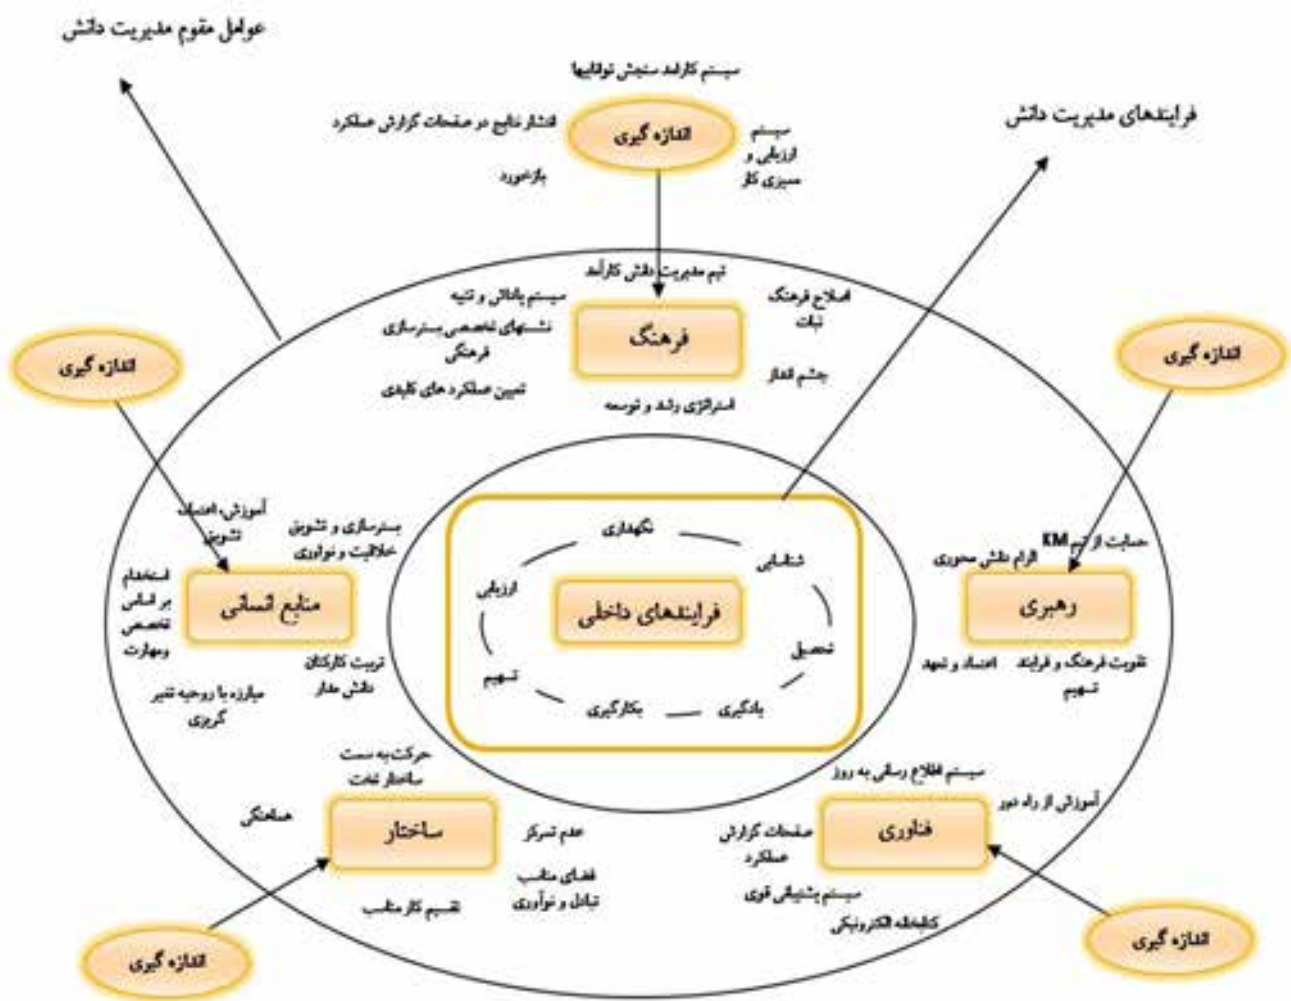 عوامل مقوم مدیریت دانش
فرایندهای مدیریت دانش
سیستم کارامد سنجش تواناییها
اندازه گیری
انتشار نتایج در صفحات گزارش عملکرد
سیستم
ارزیابی و
ممیزی کار
بازخورد
تیم مدیریت دانش کارآمد
اصلاح فرهنگ
ثبات
سیستم پاداش و تنبیه
نشستهای تخصصی بسترسازی
فرهنگی
فرهنگ
چشم انداز
تعیین عملکرد های کلیدی
استراتژی رشد و توسعه
اندازه گیری
اندازه گیری
آموزش، اعتماد،
تشویق
بسترسازی و تشویق
خلاقیت و نوآوری
استخدام
بر اساس
تخصص
ومهارت
منابع انسانی
تربیت کارکنان
دانش مدار
مبارزه با روحیه تغیر
گریزی
نگهداری
شناسایی
ارزیابی
فرایندهای داخلی
تحصیل
تسهیم
یادگیری
بکارگیری
حمایت از تیم KM
الزام دانش محوری
رهبری
تقویت فرهنگ و فرایند
تسهیم
اعتماد و تعهد
حرکت به سمت
ساختار تخت
هماهنگی
ساختار
عدم تمرکز
فضای مناسب
تبادل و نوآوری
تقسیم کار مناسب
سیستم اطلاع رسانی به روز
آموزش از راه دور
فناوری
صفحات گزارش
عملکرد
سیستم پشتیبانی قوی
کتابخانه الکترونیکی
اندازه گیری
اندازه گیری